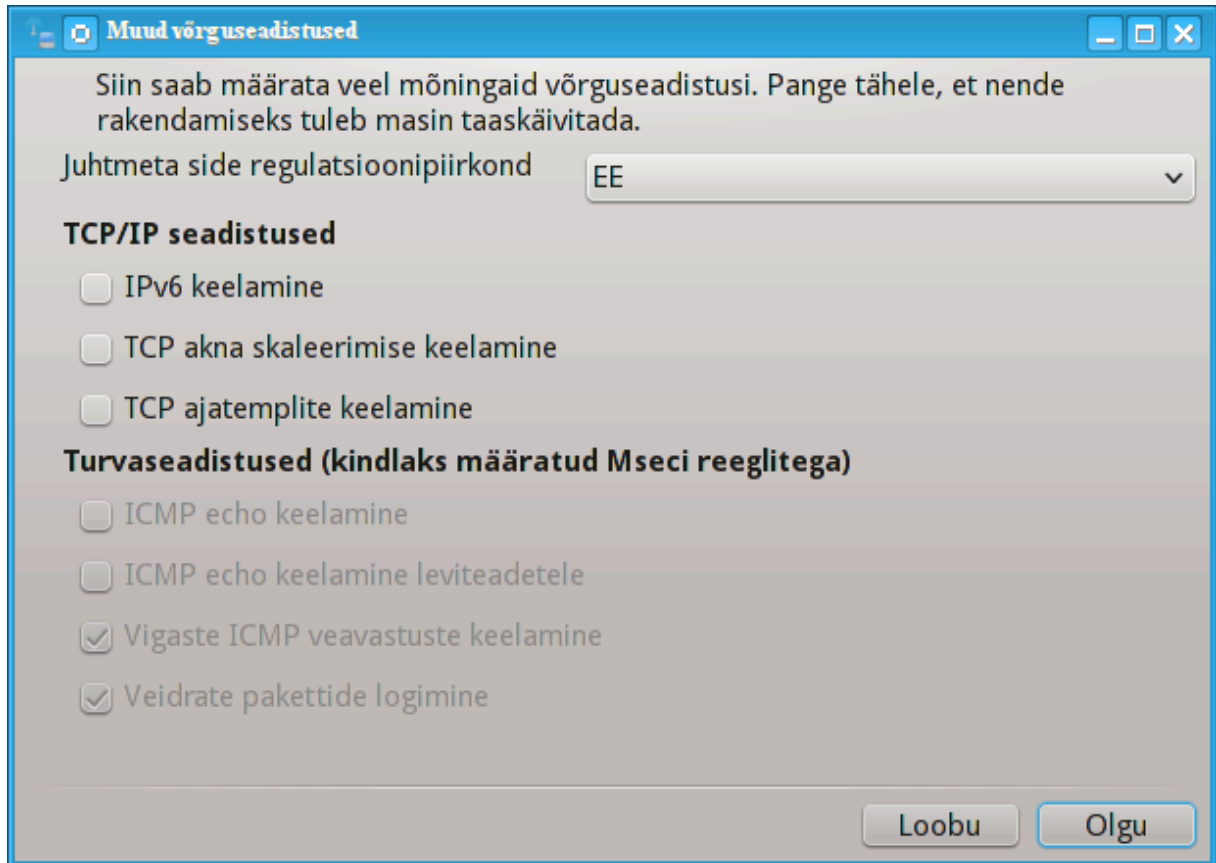 Muud võrguseadistused
Siin saab määrata veel mõningaid võrguseadistusi. Pange tähele, et nende
rakendamiseks tuleb masin taaskäivitada.
Juhtmeta side regulatsioonipiirkond
EE
TCP/IP seadistused
IPv6 keelamine
TCP akna skaleerimise keelamine
TCP ajatemplite keelamine
Turvaseadistused (kindlaks määratud Mseci reeglitega)
ICMP echo keelamine
ICMP echo keelamine leviteadetele
Vigaste ICMP veavastuste keelamine
Veidrate pakettide logimine
Loobu
Olgu